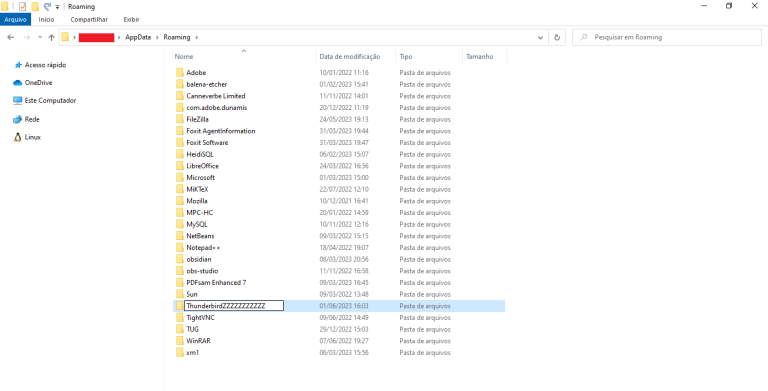 Roaming
Arquivo Início Compartilhar Exibir
AppData Roaming Pesquisar em Roaming
Nome Data de modificação Tipo Tamanho
Acesso rápido
OneDrive
Este Computador
Rede
Linux
Adobe 10/01/2022 11:16 Pasta de arquivos
balena-etcher 01/02/2023 15:41 Pasta de arquivos
Canneverbe Limited 11/11/2022 14:01 Pasta de arquivos
com.adobe.dunamis 20/12/2022 11:19 Pasta de arquivos
FileZilla 24/05/2023 19:13 Pasta de arquivos
Foxit AgentInformation 31/03/2023 19:44 Pasta de arquivos
Foxit Software 31/03/2023 19:47 Pasta de arquivos
HeidiSQL 06/02/2023 15:07 Pasta de arquivos
LibreOffice 24/03/2022 16:56 Pasta de arquivos
Microsoft 01/03/2023 15:00 Pasta de arquivos
MiKTeX 22/07/2022 12:10 Pasta de arquivos
Mozilla 10/12/2021 16:41 Pasta de arquivos
MPC-HC 20/01/2022 14:59 Pasta de arquivos
MySQL 10/11/2022 12:16 Pasta de arquivos
NetBeans 09/03/2022 15:15 Pasta de arquivos
Notepad++ 18/04/2022 19:07 Pasta de arquivos
obsidian 08/03/2023 20:56 Pasta de arquivos
obs-studio 11/11/2022 16:58 Pasta de arquivos
PDFsam Enhanced 7 09/03/2023 16:45 Pasta de arquivos
Sun 09/03/2022 13:48 Pasta de arquivos
ThunderbirdZZZZZZZZZZZ 01/06/2023 16:03 Pasta de arquivos
TightVNC 09/06/2022 14:49 Pasta de arquivos
TUG 29/12/2022 15:03 Pasta de arquivos
WinRAR 07/06/2022 19:27 Pasta de arquivos
xm1 06/03/2023 15:56 Pasta de arquivos